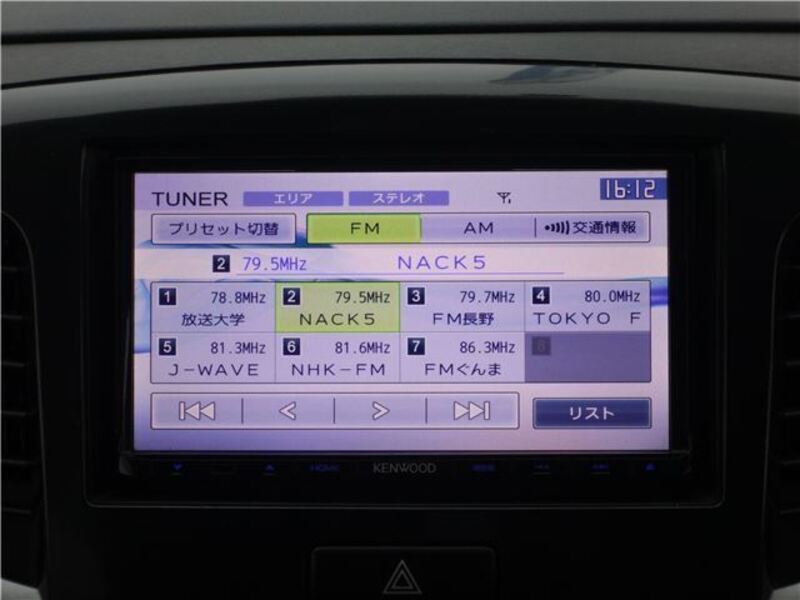 16:12
TUNER エリア ステレオ
プリセット切替 FM AM 交通情報
2 79.5MHz NACK5
1 78.8MHz 2 79.5MHz 3 79.7MHz 4 80.0MHz
放送大学 NACK5 FM長野 TOKYO F
5 81.3MHz 6 81.6MHz 7 86.3MHz 8
J-WAVE NHK-FM FMぐんま
リスト
HOME KENWOOD